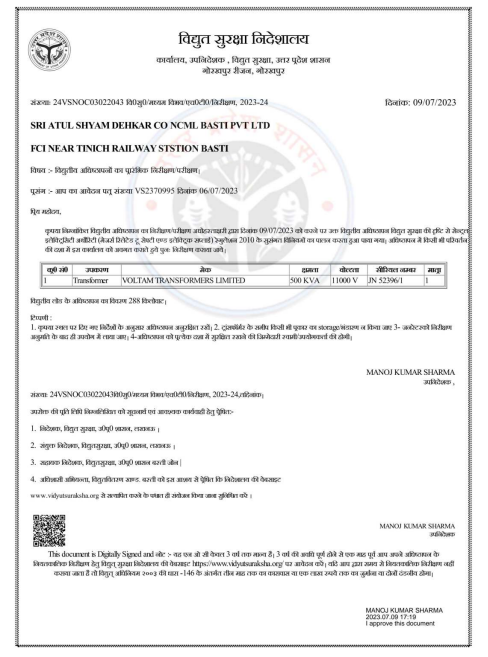 विद्युत सुरक्षा निदेशालय
कार्यालय, उपनिदेशक , विद्युत सुरक्षा, उत्तर प्रदेश शासन
गोरखपुर रीजन, गोरखपुर
संख्याः 24VSNOC03022043 वि0सु0/मध्यम विभव/एच0टी0/निरीक्षण, 2023-24 दिनांकः 09/07/2023
SRI ATUL SHYAM DEHKAR CO NCML BASTI PVT LTD
FCI NEAR TINICH RAILWAY STSTION BASTI
विषय :- विद्युतीय अधिष्ठापनों का प्रारंभिक निरीक्षण/परीक्षण¦
प्रसंग :- आप का आवेदन पत्र संख्या VS2370995 दिनांक 06/07/2023
प्रिय महोदय,
कृपया निम्नांकित विद्युतीय अधिष्ठापन का निरीक्षण/परीक्षण अधोहस्ताक्षरी द्वारा दिनांक 09/07/2023 को करने पर उक्त विद्युतीय अधिष्ठापन विद्युत सुरक्षा की दृष्टि से सेन्ट्रल
इलेक्ट्रिसिटी अथॉरिटी (मेजर्स रिलेटेड टू सेफ्टी एण्ड इलेक्ट्रिक सप्लाई) रेगुलेशन 2010 के सुसंगत विनियमों का पालन करता हुआ पाया गया¦ अधिष्ठापन में किसी भी परिवर्तन
की दशा में इस कार्यालय को अवगत कराते हुये पुनः निरीक्षण कराया जाये¦
क्र0 सं0 उपकरण मेक क्षमता वोल्टता सीरियल नम्बर मात्रा
1 Transformer VOLTAM TRANSFORMERS LIMITED 500 KVA 11000 V JN 52396/1 1
विद्युतीय लोड के अधिष्ठापन का विवरण 288 किलोवाट¦
टिप्पणी :
1. कृपया स्थल पर दिए गए निर्देशों के अनुसार अधिष्ठापन अनुरक्षित रखें¦ 2. ट्रांसफॉर्मर के समीप किसी भी प्रकार का storage/भंडारण न किया जाए 3- जनरेटरको निरीक्षण
अनुमति के बाद ही उपयोग में लाया जाए¦ 4-अधिष्ठापन को प्रत्येक दशा में सुरक्षित रखने की जिम्मेदारी स्वामी/उपयोगकर्ता की होगी¦
MANOJ KUMAR SHARMA
उपनिदेशक ,
संख्याः 24VSNOC03022043वि0सु0/मध्यम विभव/एच0टी0/निरीक्षण, 2023-24,तद्दिनांक¦
उपरोक्त की प्रति लिपि निम्नलिखित को सूचनार्थ एवं आवश्यक कार्यवाही हेतु प्रेषितः-
1. निदेशक, विद्युत सुरक्षा, उ0प्र0 शासन, लखनऊ ¦
2. संयुक्त निदेशक, विद्युतसुरक्षा, उ0प्र0 शासन, लखनऊ ¦
3. सहायक निदेशक, विद्युतसुरक्षा, उ0प्र0 शासन बस्ती जोन¦
4. अधिशासी अभियन्ता, विद्युतवितरण खण्ड- बस्ती को इस आशय से प्रेषित कि निदेशालय की वेबसाइट
www.vidyutsuraksha.org से सत्यापित करने के पश्चात ही संयोजन किया जाना सुनिश्चित करे ¦
MANOJ KUMAR SHARMA
उपनिदेशक
This document is Digitally Signed and नोट :- यह एन ओ सी केवल 3 वर्ष तक मान्य है¦ 3 वर्ष की अवधि पूर्ण होने से एक माह पूर्व आप अपने अधिष्ठापन के
नियतकालिक निरीक्षण हेतु विद्युत सुरक्षा निदेशालय की वेबसाइट https://www.vidyutsuraksha.org/ पर आवेदन करें¦ यदि आप द्वारा समय से नियतकालिक निरीक्षण नहीं
कराया जाता हैं तो विद्युत् अधिनियम २००३ की धारा -146 के अंतर्गत तीन माह तक का कारावास या एक लाख रूपये तक का जुर्माना या दोनों दंडनीय होगा¦
MANOJ KUMAR SHARMA
2023.07.09 17:19
I approve this document